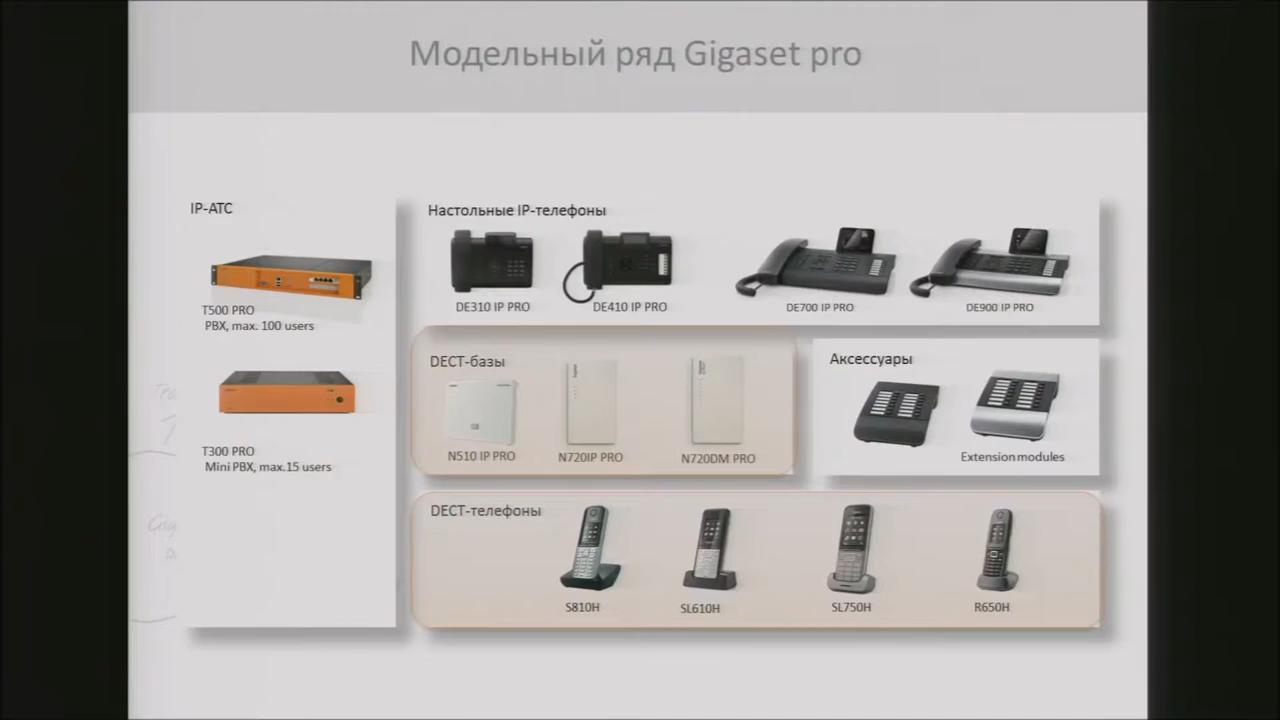 Модельный ряд Gigaset pro
IP-АТС
T500 PRO
PBX, max. 100 users
T300 PRO
Mini PBX, max.15 users
Настольные IP-телефоны
DE310 IP PRO
DE410 IP PRO
DE700 IP PRO
DE900 IP PRO
DECT-базы
N510 IP PRO
N720IP PRO
N720DM PRO
Аксессуары
Extension modules
DECT-телефоны
S810H
SL610H
SL750H
R650H